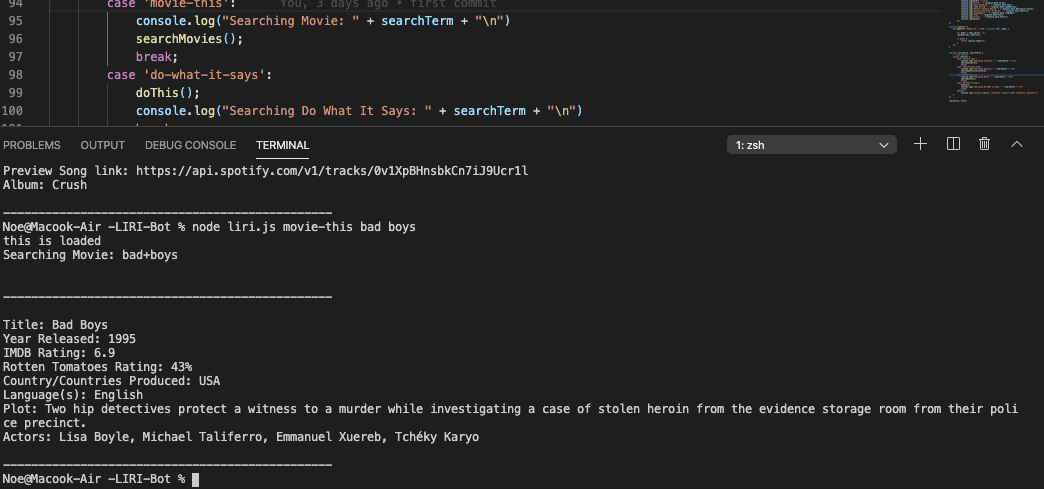 94 case 'movie-this': You, 3 days ago • first commit
95 console.log("Searching Movie: " + searchTerm + "\n")
96 searchMovies();
97 break;
98 case 'do-what-it-says':
99 doThis();
100 console.log("Searching Do What It Says: " + searchTerm + "\n")
PROBLEMS OUTPUT DEBUG CONSOLE TERMINAL 1: zsh
Preview Song link: https://api.spotify.com/v1/tracks/0v1XpBHnsbkCn7iJ9Ucr1l
Album: Crush
-----------------------------------------------
Noe@Macook-Air -LIRI-Bot % node liri.js movie-this bad boys
this is loaded
Searching Movie: bad+boys
-----------------------------------------------
Title: Bad Boys
Year Released: 1995
IMDB Rating: 6.9
Rotten Tomatoes Rating: 43%
Country/Countries Produced: USA
Language(s): English
Plot: Two hip detectives protect a witness to a murder while investigating a case of stolen heroin from the evidence storage room from their poli
ce precinct.
Actors: Lisa Boyle, Michael Taliferro, Emmanuel Xuereb, Tchéky Karyo
-----------------------------------------------
Noe@Macook-Air -LIRI-Bot %